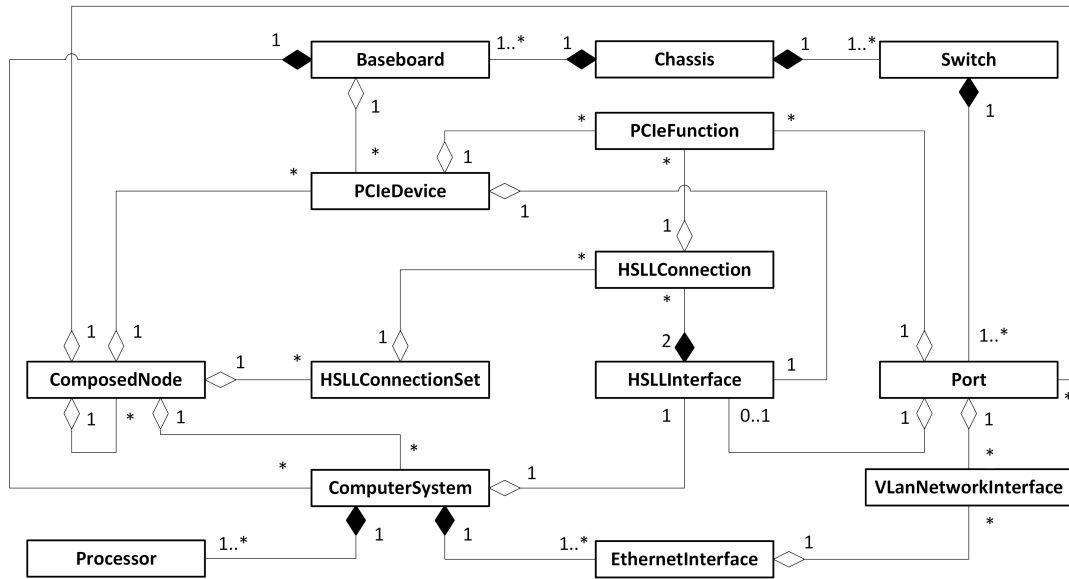 1 Baseboard 1..* 1 Chassis 1 1..* Switch
1 1
* PCIeFunction *
* 1 *
* PCIeDevice
1
1
* HSLLConnection
*
1 1 1 2 1 1..*
ComposedNode 1 * HSLLConnectionSet HSLLInterface 1 Port
*
1 * 1 1 0..1 1 1
* * *
ComputerSystem 1 VLanNetworkInterface
1 1 *
Processor 1..* 1..* EthernetInterface 1